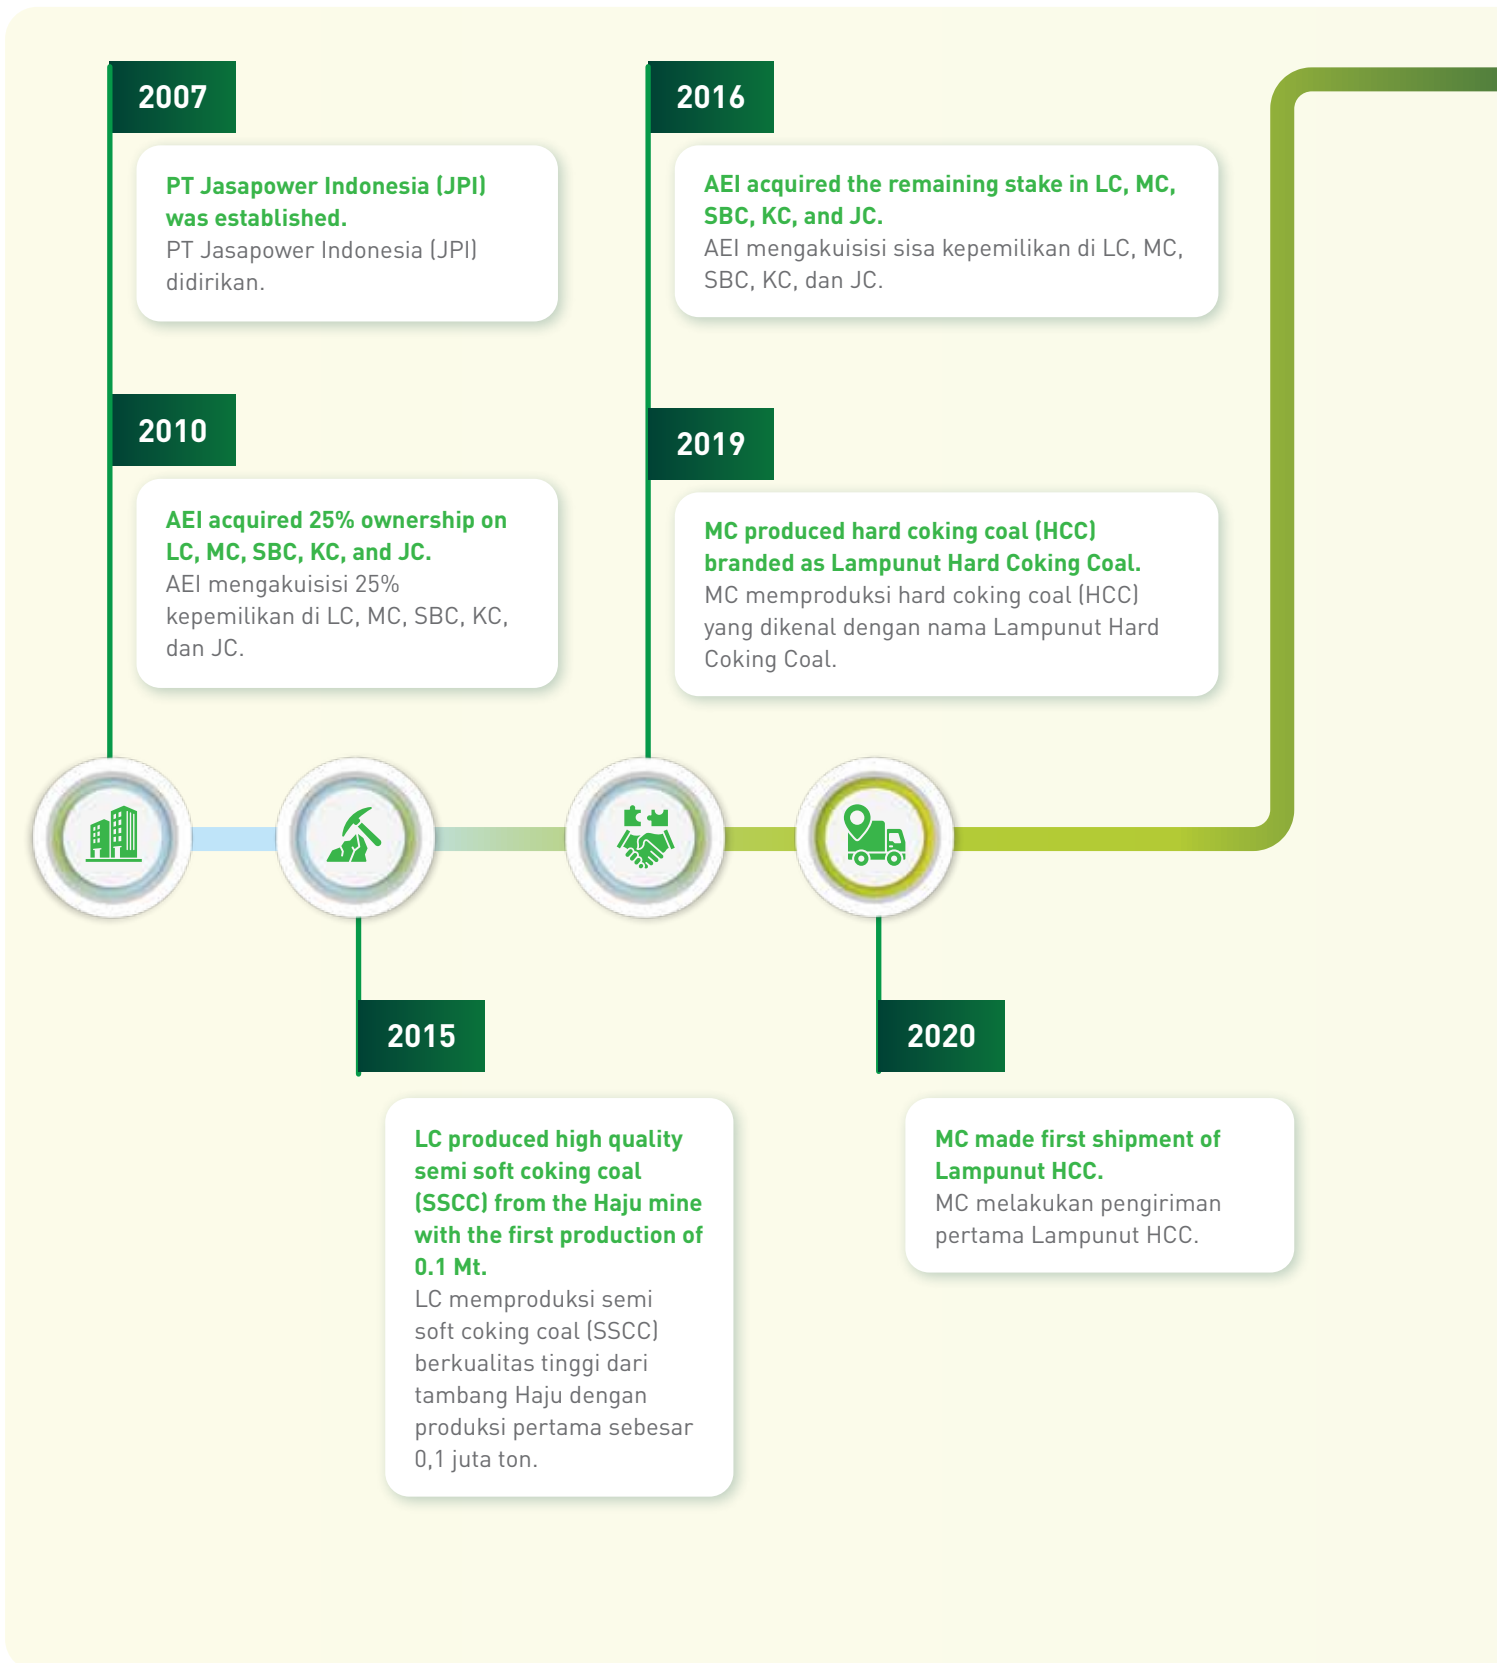 2007
PT Jasapower Indonesia (JPI)
was established.
PT Jasapower Indonesia (JPI)
didirikan.
2010
AEI acquired 25% ownership on
LC, MC, SBC, KC, and JC.
AEI mengakuisisi 25%
kepemilikan di LC, MC, SBC, KC,
dan JC.
2015
LC produced high quality
semi soft coking coal
(SSCC) from the Haju mine
with the first production of
0.1 Mt.
LC memproduksi semi
soft coking coal (SSCC)
berkualitas tinggi dari
tambang Haju dengan
produksi pertama sebesar
0,1 juta ton.
2016
AEI acquired the remaining stake in LC, MC,
SBC, KC, and JC.
AEI mengakuisisi sisa kepemilikan di LC, MC,
SBC, KC, dan JC.
2019
MC produced hard coking coal (HCC)
branded as Lampunut Hard Coking Coal.
MC memproduksi hard coking coal (HCC)
yang dikenal dengan nama Lampunut Hard
Coking Coal.
2020
MC made first shipment of
Lampunut HCC.
MC melakukan pengiriman
pertama Lampunut HCC.